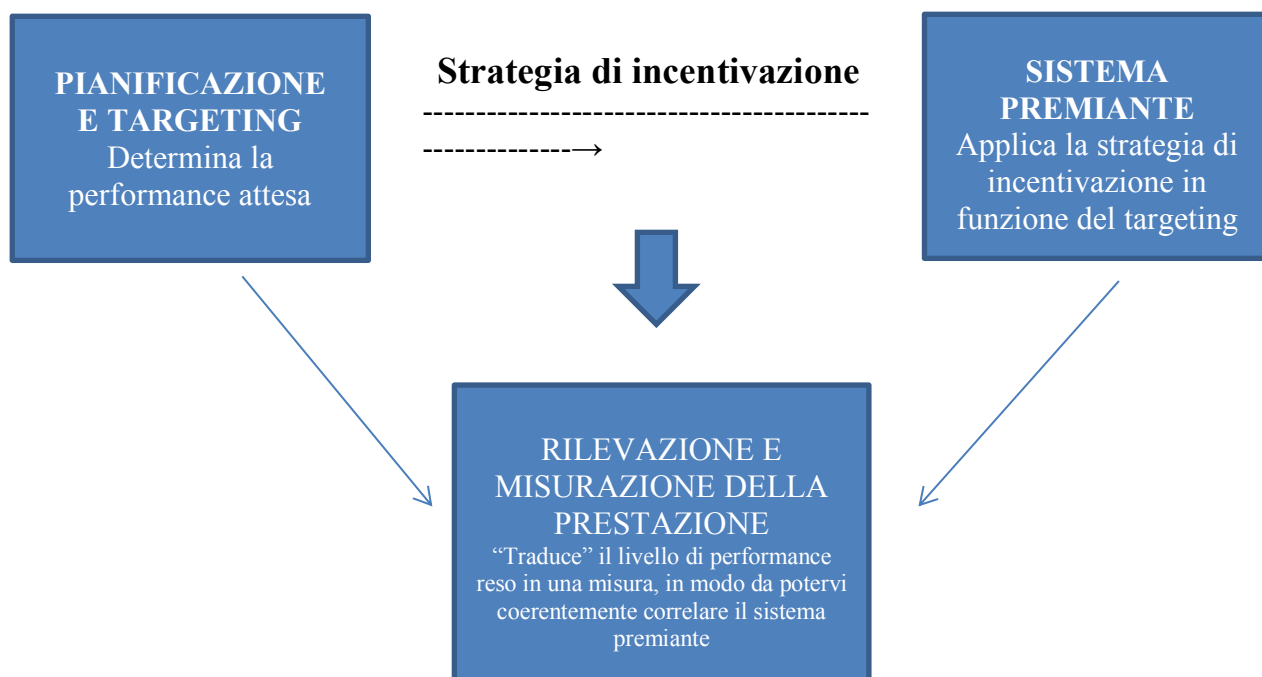 PIANIFICAZIONE
E TARGETING
Determina la
performance attesa
Strategia di incentivazione
------------------------------------------
--------------→
SISTEMA
PREMIANTE
Applica la strategia di
incentivazione in
funzione del targeting
RILEVAZIONE E
MISURAZIONE DELLA
PRESTAZIONE
“Traduce” il livello di performance
reso in una misura, in modo da potervi
coerentemente correlare il sistema
premiante